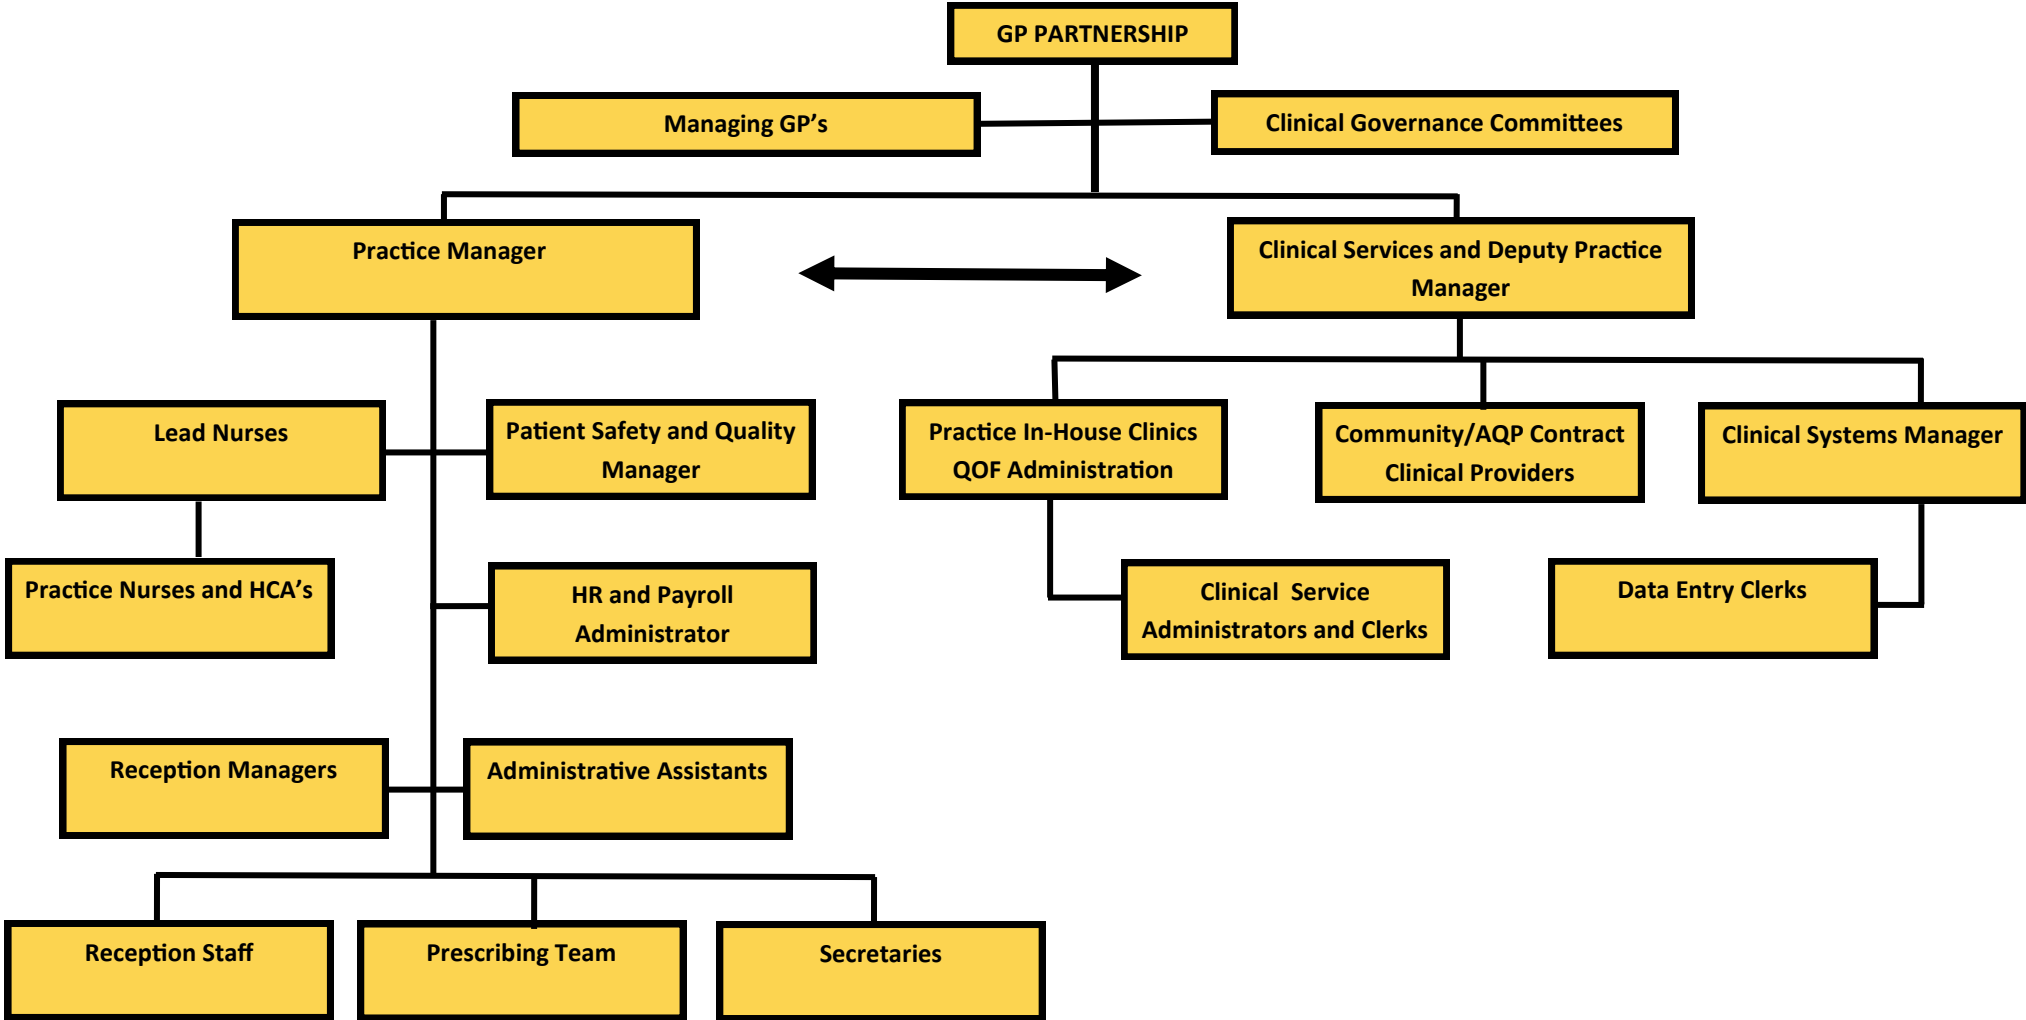 GP PARTNERSHIP
Managing GP's
Clinical Governance Committees
Practice Manager
Clinical Services and Deputy Practice
Manager
Lead Nurses
Patient Safety and Quality
Manager
Practice In-House Clinics
QOF Administration
Community/AQP Contract
Clinical Providers
Clinical Systems Manager
Practice Nurses and HCA's
HR and Payroll
Administrator
Clinical  Service
Administrators and Clerks
Data Entry Clerks
Reception Managers
Administrative Assistants
Reception Staff
Prescribing Team
Secretaries